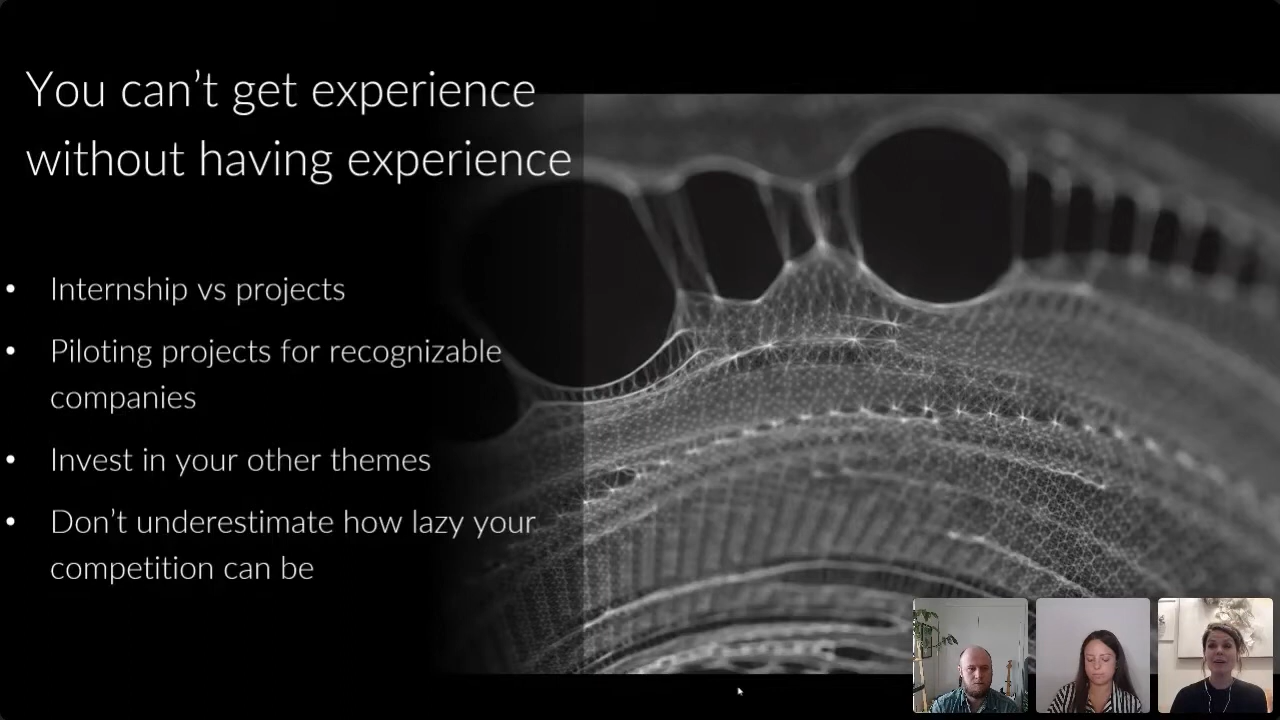 You can’t get experience
without having experience
• Internship vs projects
• Piloting projects for recognizable
companies
• Invest in your other themes
• Don’t underestimate how lazy your
competition can be